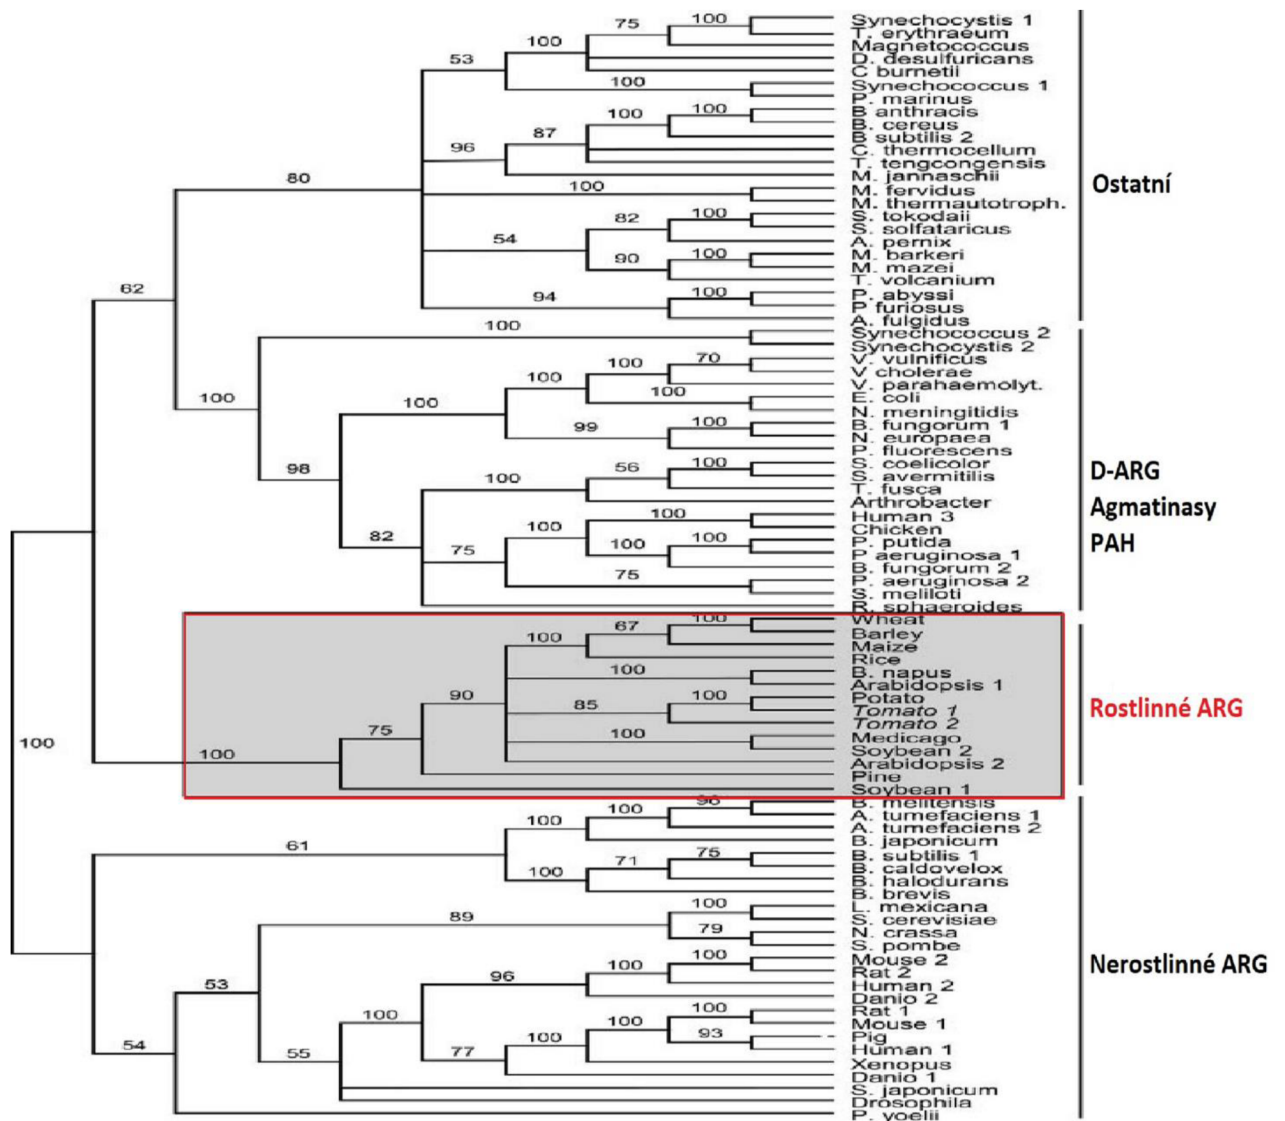 Synechocystis 1
T. erythraeum
Magnetococcus
D. desulfuricans
C burnetii
Synechococcus 1
P. marinus
B anthracis
B. cereus
B subtilis 2
C. thermocellum
T. tengcongensis
M. jannaschii
M. fervidus
M. thermautotroph.
S. tokodaii
S. solfataricus
A. pernix
M. barkeri
M. mazei
T. volcanium
P. abyssi
P furiosus
A. fulgidus
Synechococcus 2
Synechocystis 2
V. vulnificus
V cholerae
V. parahaemolyt.
E. coli
N. meningitidis
B. fungorum 1
N. europaea
P. fluorescens
S. coelicolor
S. avermitilis
T. fusca
Arthrobacter
Human 3
Chicken
P. putida
P aeruginosa 1
B. fungorum 2
P. aeruginosa 2
S. meliloti
R. sphaeroides
Wheat
Barley
Maize
Rice
B. napus
Arabidopsis 1
Potato
Tomato 1
Tomato 2
Medicago
Soybean 2
Arabidopsis 2
Pine
Soybean 1
B. melitensis
A. tumefaciens 1
A. tumefaciens 2
B. japonicum
B. subtilis 1
B. caldovelox
B. halodurans
B. brevis
L. mexicana
S. cerevisiae
N. crassa
S. pombe
Mouse 2
Rat 2
Human 2
Danio 2
Rat 1
Mouse 1
Pig
Human 1
Xenopus
Danio 1
S. japonicum
Drosophila
P. yoelii
Ostatní
D-ARG
Agmatinasy
PAH
Rostlinné ARG
Nerostlinné ARG
100
75
100
53
100
100
100
87
96
80
100
100
82
54
100
90
62
100
94
100
70
100
100
100
100
100
100
99
98
100
56
100
100
100
82
75
100
100
75
100
67
100
100
90
100
85
75
100
100
100
98
100
100
61
75
71
100
100
89
79
100
100
96
53
100
100
100
93
100
77
55
54